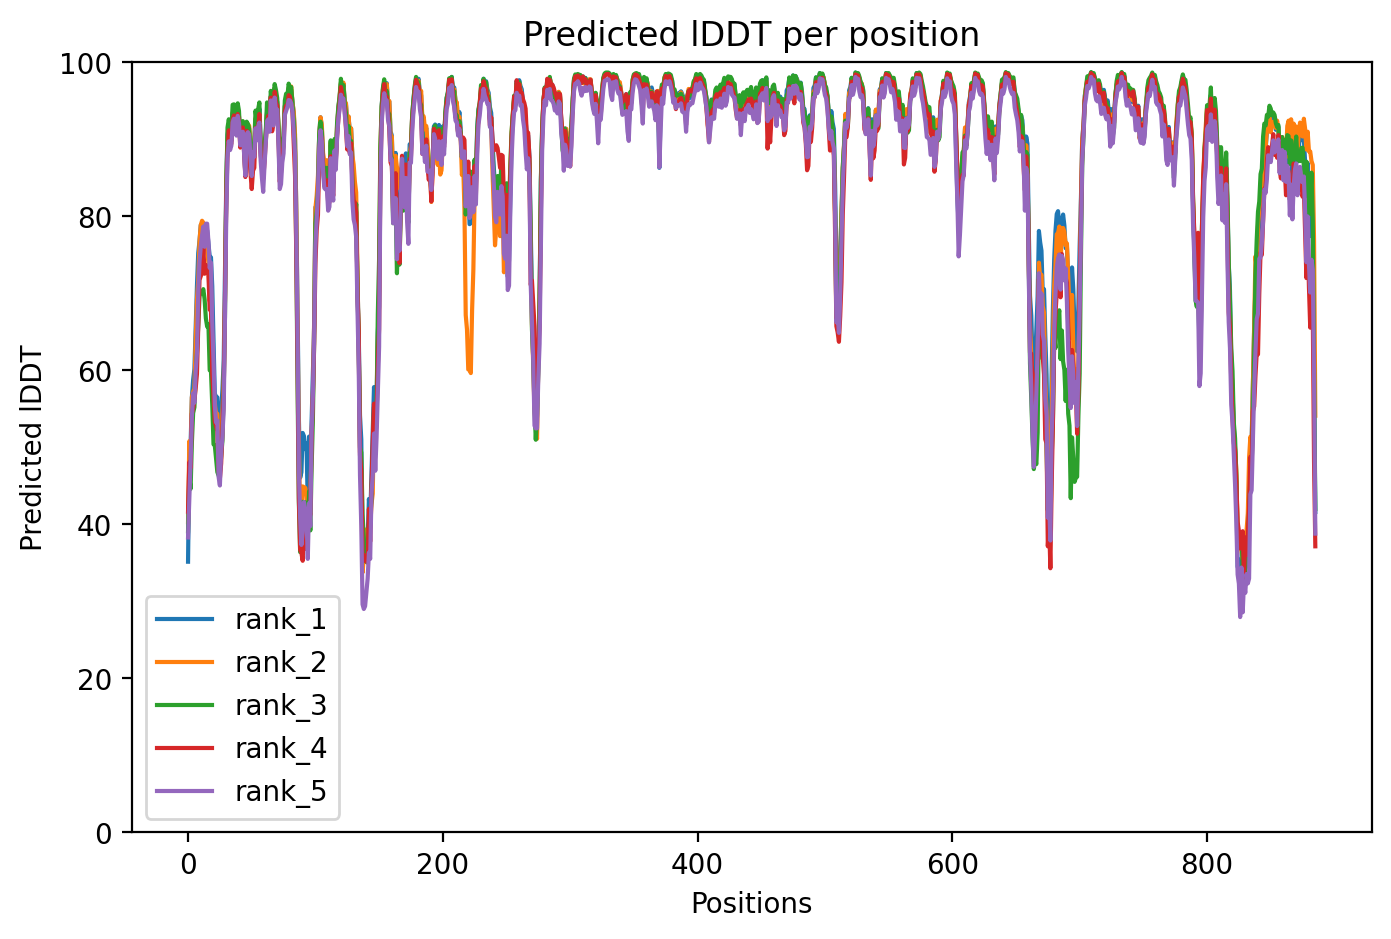 Predicted lDDT per position
100
80
60
40
20
0
Predicted lDDT
rank_1
rank_2
rank_3
rank_4
rank_5
0 200 400 600 800
Positions